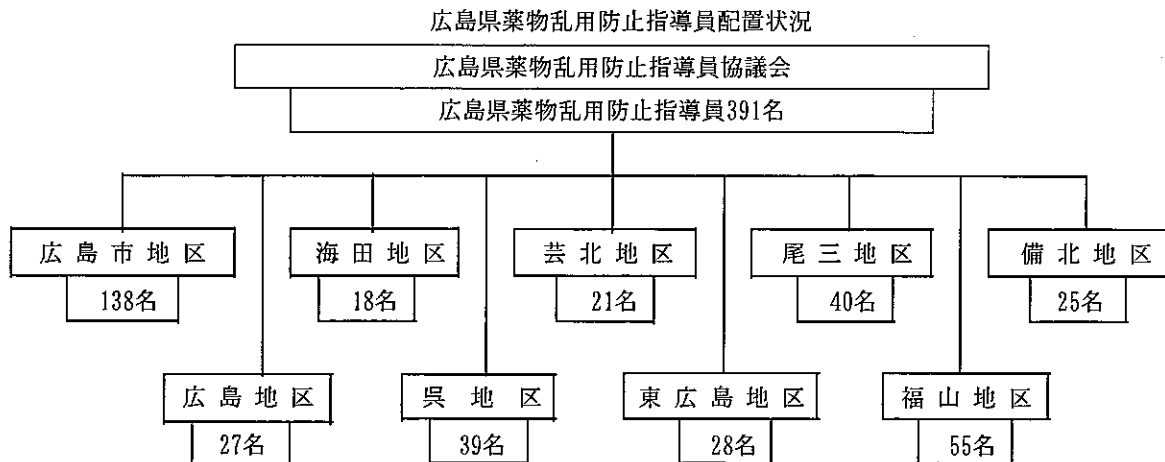 広島県薬物乱用防止指導員配置状況
広島県薬物乱用防止指導員協議会
広島県薬物乱用防止指導員391名
広島市地区
海田地区
芸北地区
尾三地区
備北地区
138名
18名
21名
40名
25名
広島地区
呉地区
東広島地区
福山地区
27名
39名
28名
55名